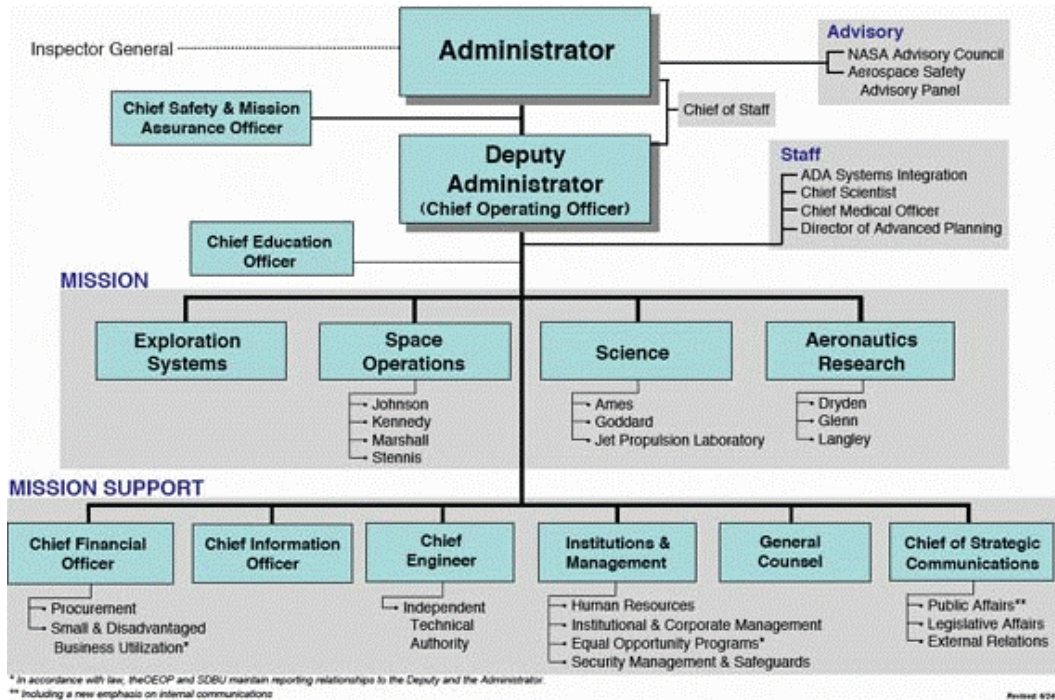 Inspector General
Administrator
Advisory
NASA Advisory Council
Aerospace Safety
Advisory Panel
Chief of Staff
Chief Safety & Mission
Assurance Officer
Deputy
Administrator
(Chief Operating Officer)
Staff
ADA Systems Integration
Chief Scientist
Chief Medical Officer
Director of Advanced Planning
Chief Education
Officer
MISSION
Exploration
Systems
Space
Operations
Johnson
Kennedy
Marshall
Stennis
Science
Ames
Goddard
Jet Propulsion Laboratory
Aeronautics
Research
Dryden
Glenn
Langley
MISSION SUPPORT
Chief Financial
Officer
Procurement
Small & Disadvantaged
Business Utilization*
Chief Information
Officer
Chief
Engineer
Independent
Technical
Authority
Institutions &
Management
Human Resources
Institutional & Corporate Management
Equal Opportunity Programs*
Security Management & Safeguards
General
Counsel
Chief of Strategic
Communications
Public Affairs**
Legislative Affairs
External Relations
* In accordance with law, theOEOP and SDBU maintain reporting relationships to the Deputy and the Administrator.
** Including a new emphasis on internal communications
Revised